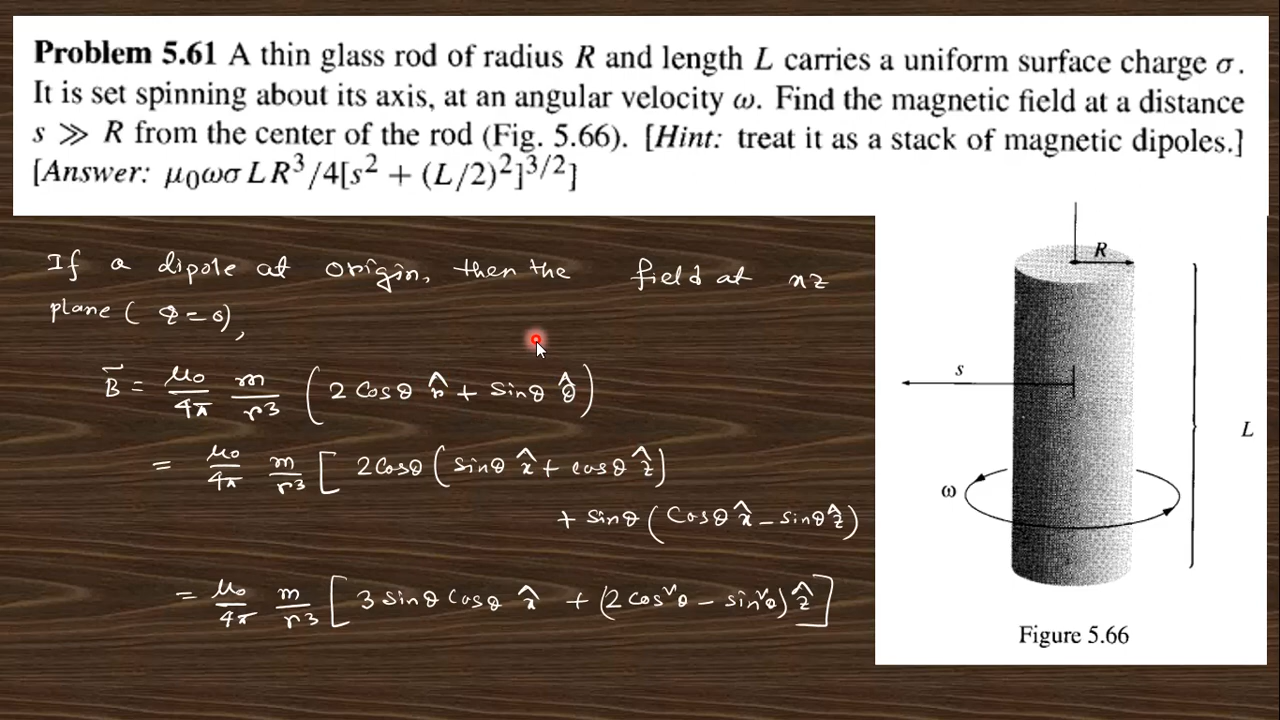 Problem 5.61 A thin glass rod of radius R and length L carries a uniform surface charge σ.
It is set spinning about its axis, at an angular velocity ω. Find the magnetic field at a distance
s ≫ R from the center of the rod (Fig. 5.66). [Hint: treat it as a stack of magnetic dipoles.]
[Answer: μ₀ωσLR³/4[s² + (L/2)²]³/²]
If a dipole at origin, then the field at xz
plane ( φ = 0),
B⃗ = μ₀/4π m/r³ (2 Cosθ r̂ + Sinθ θ̂)
= μ₀/4π m/r³ [ 2Cosθ (sinθ x̂ + cosθ ẑ)
+ sinθ (Cosθ x̂ - sinθ ẑ)
= μ₀/4π m/r³ [ 3 sinθ cosθ x̂ + (2 cos²θ - sin²θ) ẑ ]
R
s
L
ω
Figure 5.66